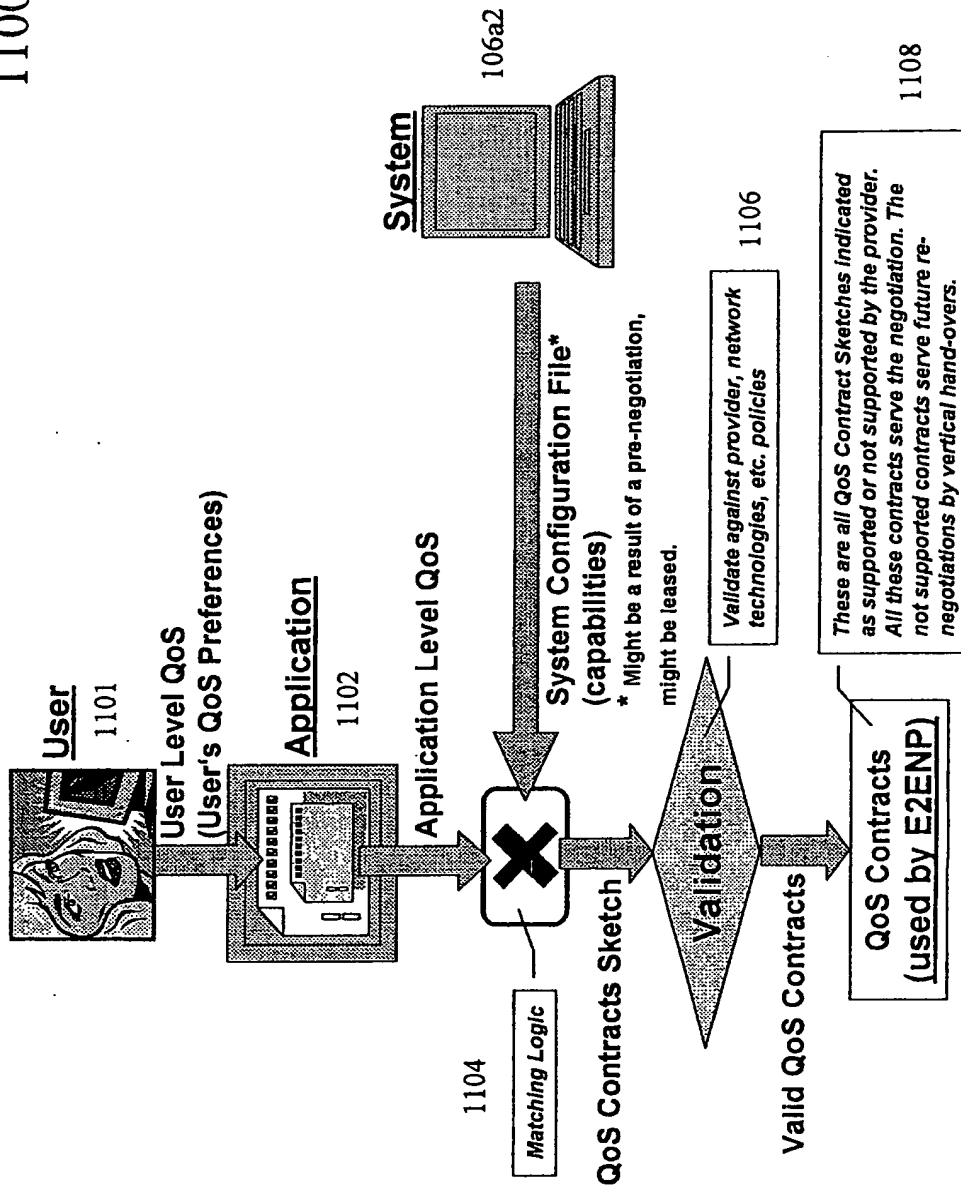 1100
User
1101
User Level QoS
(User's QoS Preferences)
Application
1102
Application Level QoS
System
106a2
System Configuration File*
(capabilities)
* Might be a result of a pre-negotiation,
might be leased.
1104
Matching Logic
QoS Contracts Sketch
Validation
1106
Validate against provider, network
technologies, etc. policies
Valid QoS Contracts
QoS Contracts
(used by E2ENP)
These are all QoS Contract Sketches indicated
as supported or not supported by the provider.
All these contracts serve the negotiation. The
not supported contracts serve future re-
negotiations by vertical hand-overs.
1108